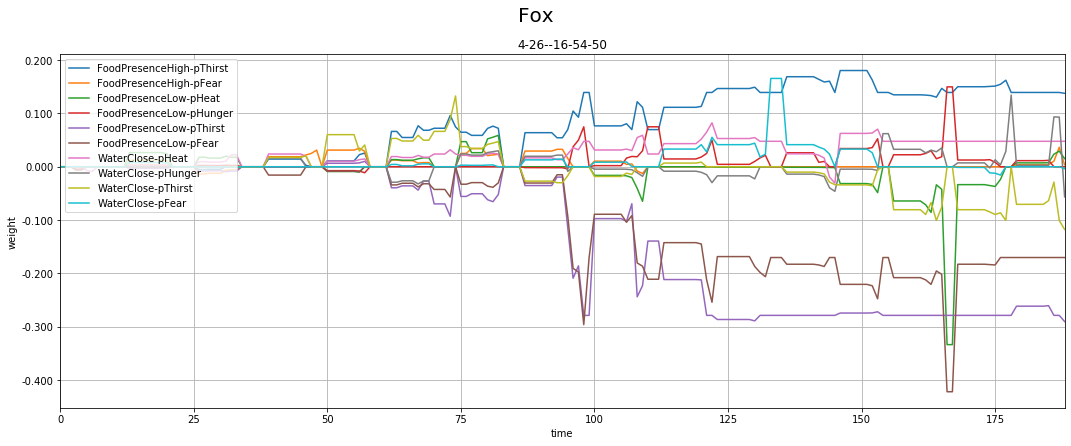 Fox
4-26--16-54-50
0.200
0.100
0.000
-0.100
-0.200
-0.300
-0.400
weight
FoodPresenceHigh-pThirst
FoodPresenceHigh-pFear
FoodPresenceLow-pHeat
FoodPresenceLow-pHunger
FoodPresenceLow-pThirst
FoodPresenceLow-pFear
WaterClose-pHeat
WaterClose-pHunger
WaterClose-pThirst
WaterClose-pFear
0 25 50 75 100 125 150 175
time